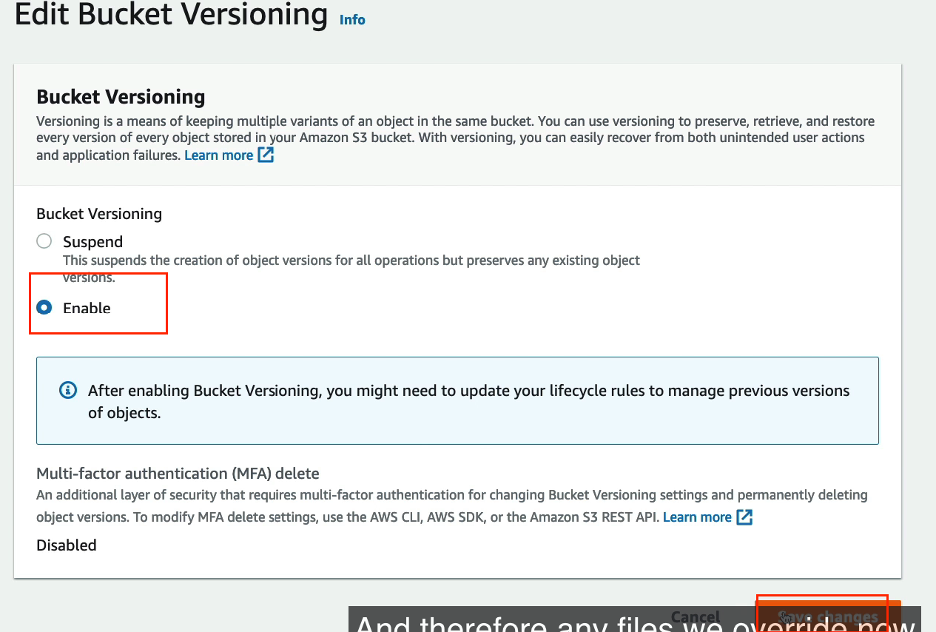 Edit Bucket Versioning Info
Bucket Versioning
Versioning is a means of keeping multiple variants of an object in the same bucket. You can use versioning to preserve, retrieve, and restore
every version of every object stored in your Amazon S3 bucket. With versioning, you can easily recover from both unintended user actions
and application failures. Learn more
Bucket Versioning
Suspend
This suspends the creation of object versions for all operations but preserves any existing object
versions.
Enable
After enabling Bucket Versioning, you might need to update your lifecycle rules to manage previous versions
of objects.
Multi-factor authentication (MFA) delete
An additional layer of security that requires multi-factor authentication for changing Bucket Versioning settings and permanently deleting
object versions. To modify MFA delete settings, use the AWS CLI, AWS SDK, or the Amazon S3 REST API. Learn more
Disabled
Cancel Save changes
And therefore any files we override now